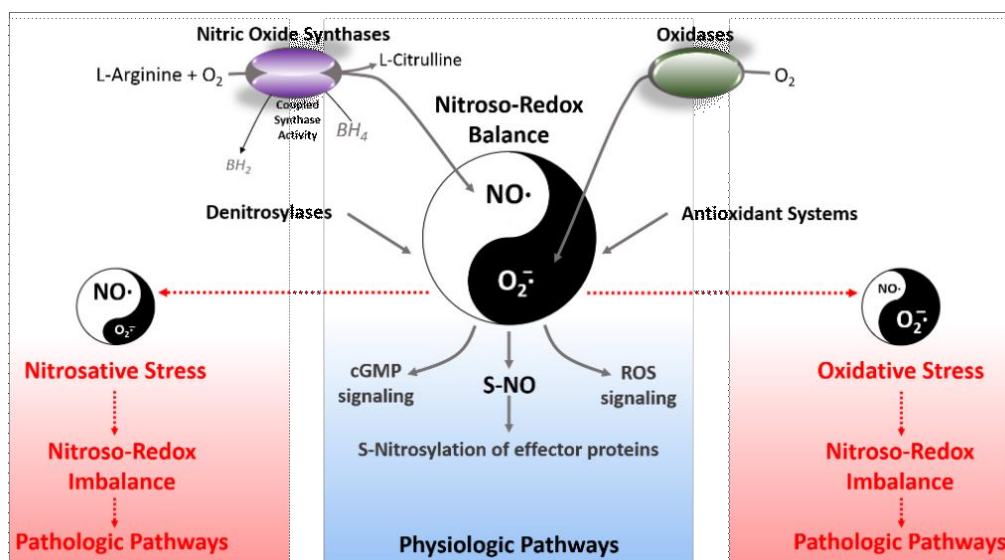 Nitric Oxide Synthases
L-Arginine + O₂
L-Citrulline
Coupled
Synthase
Activity
BH₂
BH₄
Oxidases
O₂
Nitroso-Redox
Balance
NO·
O₂⁻·
Denitrosylases
Antioxidant Systems
NO·
O₂⁻·
Nitrosative Stress
Nitroso-Redox
Imbalance
Pathologic Pathways
cGMP
signaling
S-NO
ROS
signaling
S-Nitrosylation of effector proteins
Physiologic Pathways
NO·
O₂⁻·
Oxidative Stress
Nitroso-Redox
Imbalance
Pathologic Pathways